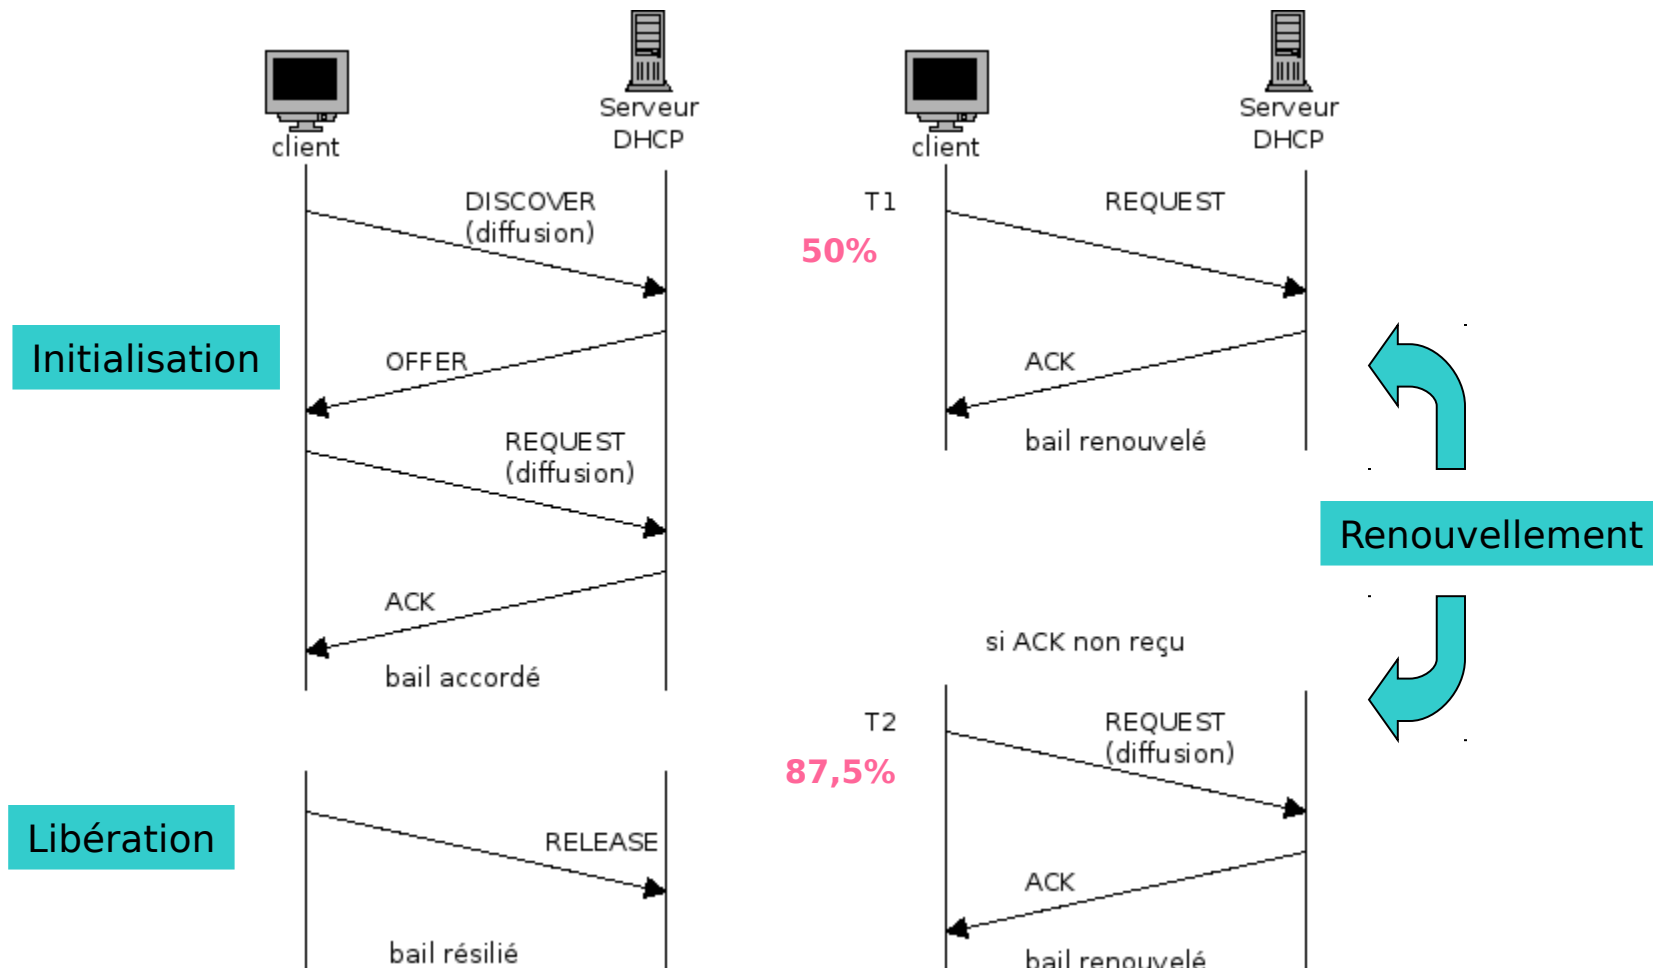 client
Serveur
DHCP
DISCOVER
(diffusion)
Initialisation
OFFER
REQUEST
(diffusion)
ACK
bail accordé
Libération
RELEASE
bail résilié
client
Serveur
DHCP
T1
REQUEST
50%
ACK
bail renouvelé
Renouvellement
si ACK non reçu
T2
REQUEST
(diffusion)
87,5%
ACK
bail renouvelé